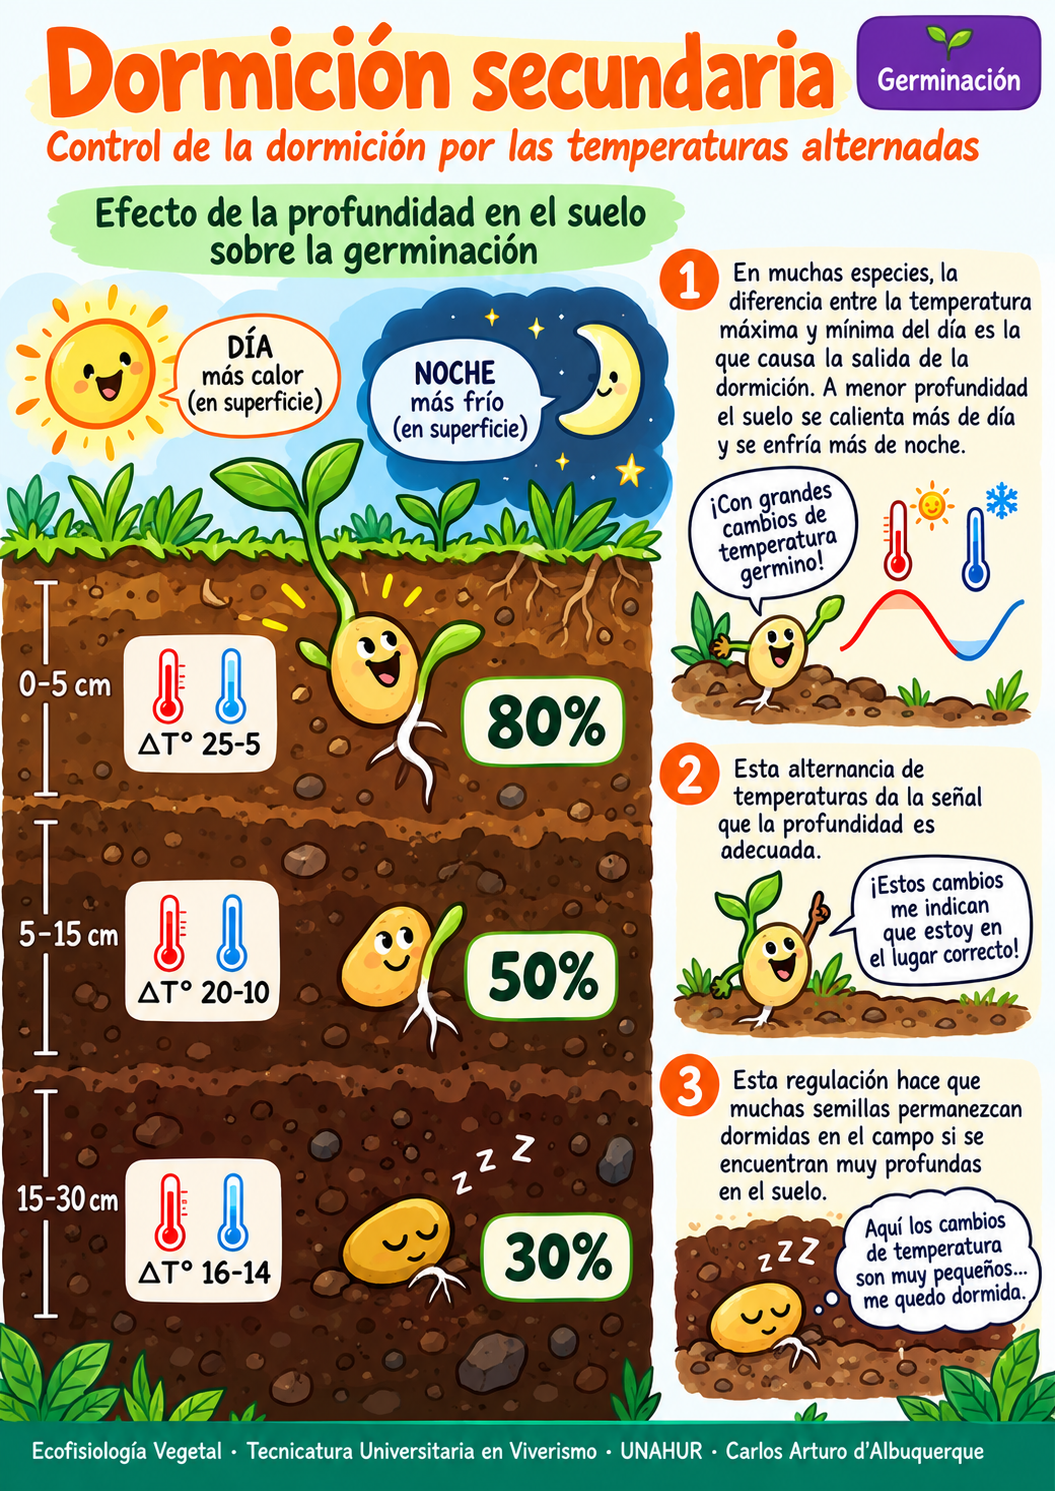 Dormición secundaria
Germinación
Control de la dormición por las temperaturas alternadas
Efecto de la profundidad en el suelo
sobre la germinación
DÍA
más calor
(en superficie)
NOCHE
más frío
(en superficie)
0-5 cm
ΔT° 25-5
80%
5-15 cm
ΔT° 20-10
50%
15-30 cm
ΔT° 16-14
z z z
30%
1
En muchas especies, la
diferencia entre la temperatura
máxima y mínima del día es la
que causa la salida de la
dormición. A menor profundidad
el suelo se calienta más de día
y se enfría más de noche.
¡Con grandes
cambios de
temperatura
germino!
2
Esta alternancia de
temperaturas da la señal
que la profundidad es
adecuada.
¡Estos cambios
me indican
que estoy en
el lugar correcto!
3
Esta regulación hace que
muchas semillas permanezcan
dormidas en el campo si se
encuentran muy profundas
en el suelo.
Aquí los cambios
de temperatura
son muy pequeños...
me quedo dormida.
z z z
Ecofisiología Vegetal · Tecnicatura Universitaria en Viverismo · UNAHUR · Carlos Arturo d'Albuquerque